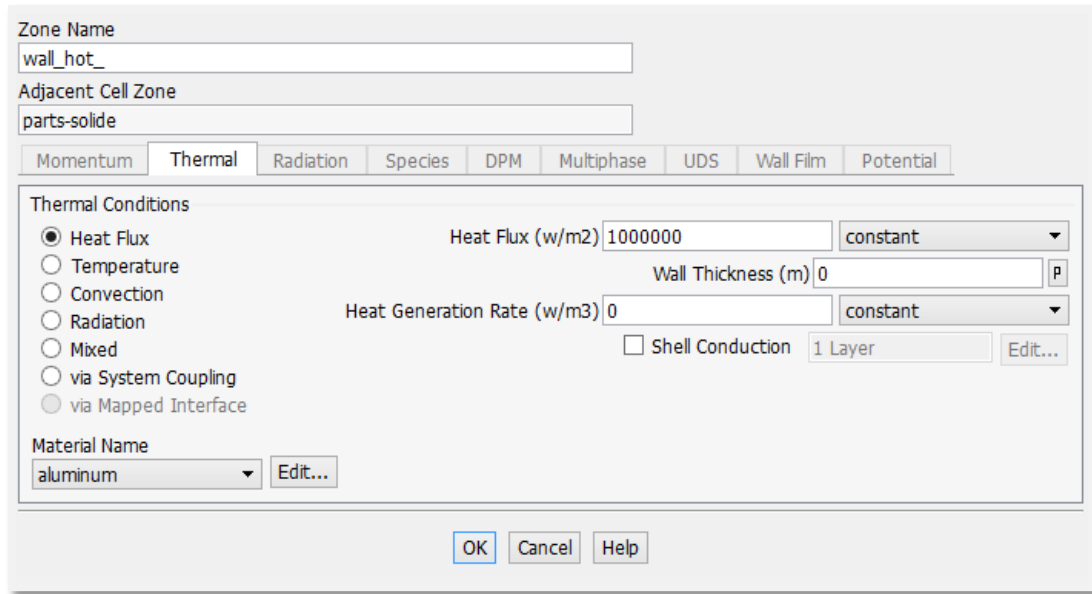 Zone Name
wall_hot_
Adjacent Cell Zone
parts-solide
Momentum Thermal Radiation Species DPM Multiphase UDS Wall Film Potential
Thermal Conditions
Heat Flux
Temperature
Convection
Radiation
Mixed
via System Coupling
via Mapped Interface
Heat Flux (w/m2) 1000000 constant
Wall Thickness (m) 0 P
Heat Generation Rate (w/m3) 0 constant
Shell Conduction 1 Layer Edit...
Material Name
aluminum Edit...
OK Cancel Help